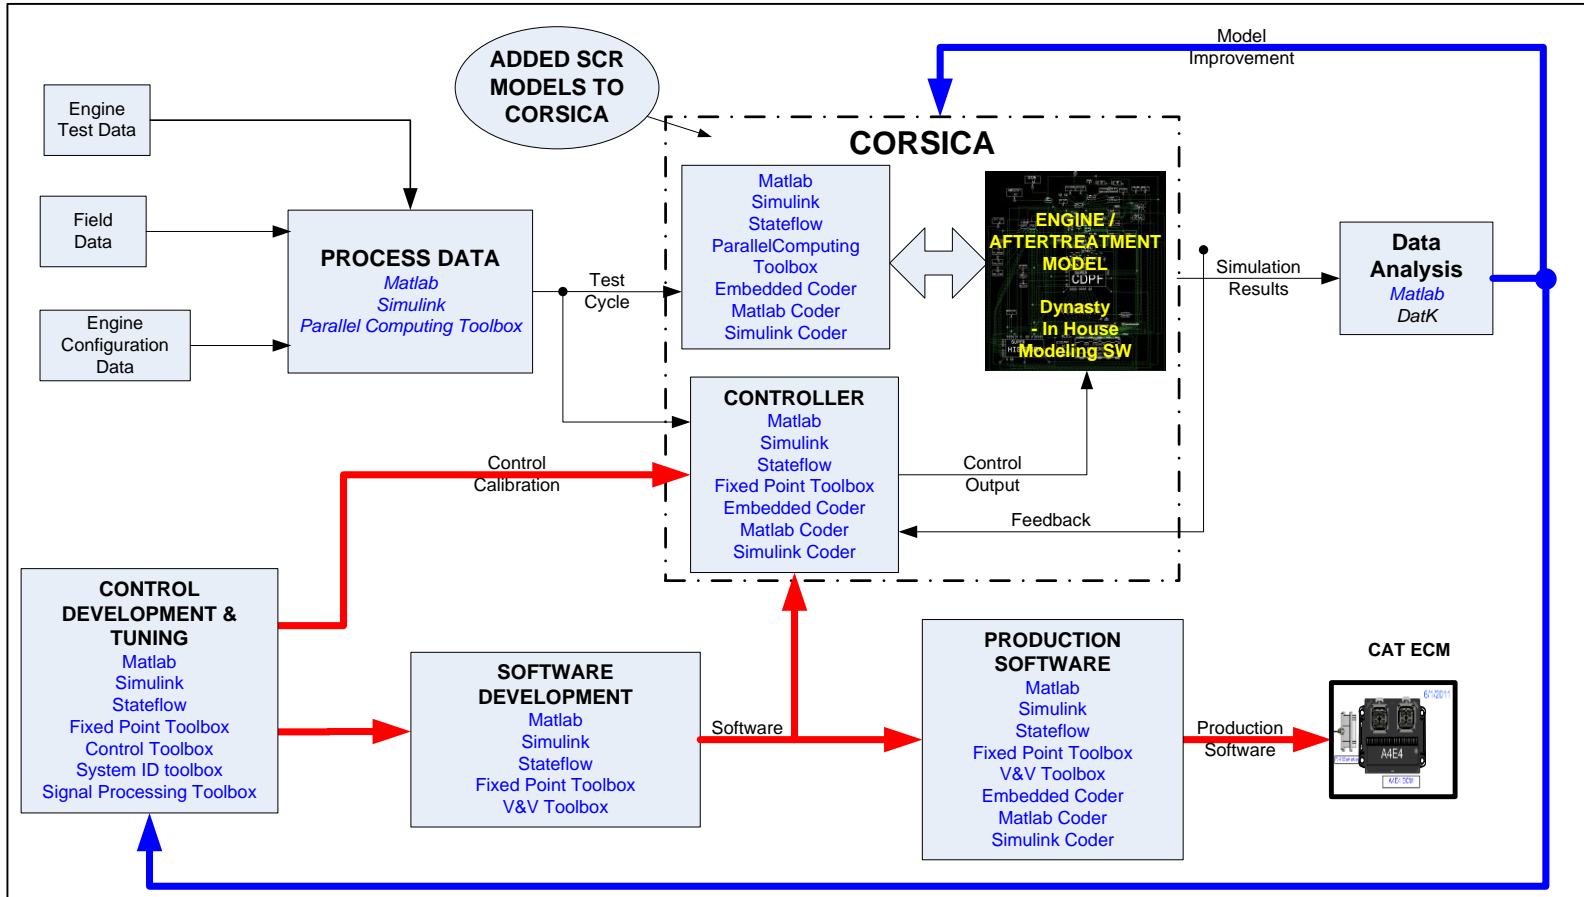 Model
Improvement
ADDED SCR
MODELS TO
CORSICA
Engine
Test Data
Field
Data
Engine
Configuration
Data
PROCESS DATA
Matlab
Simulink
Parallel Computing Toolbox
Test
Cycle
CORSICA
Matlab
Simulink
Stateflow
ParallelComputing
Toolbox
Embedded Coder
Matlab Coder
Simulink Coder
ENGINE /
AFTERTREATMENT
MODEL
CDPF
Dynasty
- In House
Modeling SW
Simulation
Results
Data
Analysis
Matlab
DatK
CONTROLLER
Matlab
Simulink
Stateflow
Fixed Point Toolbox
Embedded Coder
Matlab Coder
Simulink Coder
Control
Output
Feedback
Control
Calibration
CONTROL
DEVELOPMENT &
TUNING
Matlab
Simulink
Stateflow
Fixed Point Toolbox
Control Toolbox
System ID toolbox
Signal Processing Toolbox
SOFTWARE
DEVELOPMENT
Matlab
Simulink
Stateflow
Fixed Point Toolbox
V&V Toolbox
Software
PRODUCTION
SOFTWARE
Matlab
Simulink
Stateflow
Fixed Point Toolbox
V&V Toolbox
Embedded Coder
Matlab Coder
Simulink Coder
Production
Software
CAT ECM
A4E4